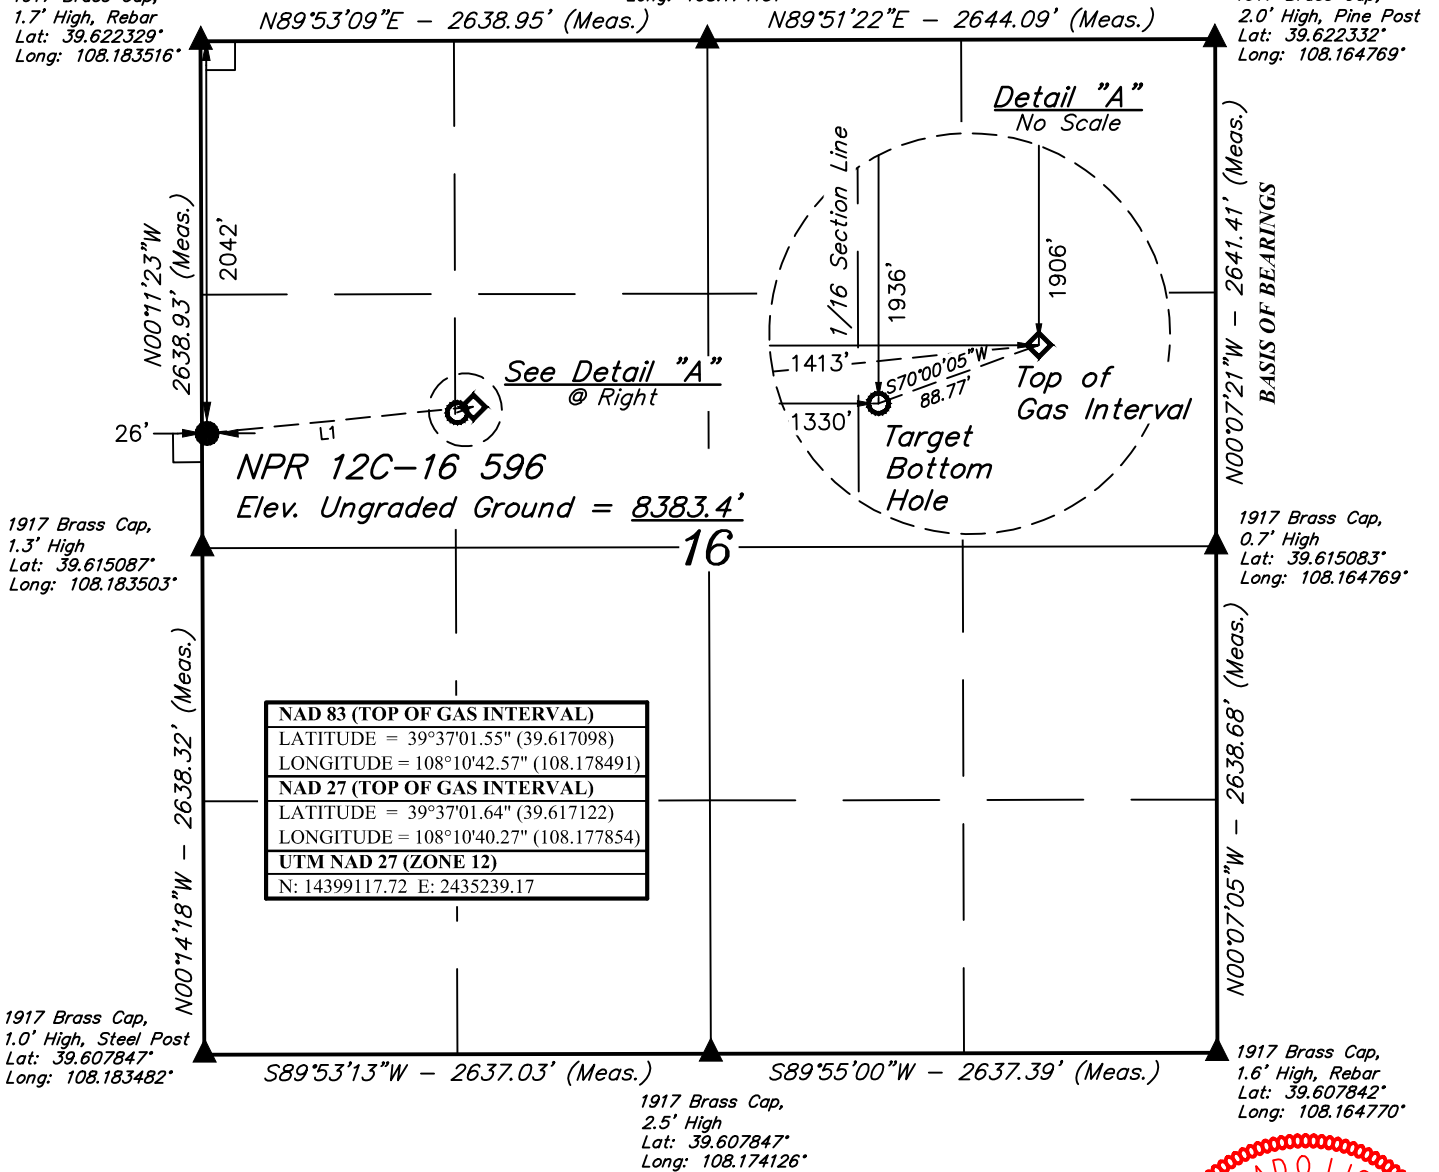 1.7' High, Rebar
Lat: 39.622329°
Long: 108.183516°
N89°53'09"E - 2638.95' (Meas.)
N89°51'22"E - 2644.09' (Meas.)
2.0' High, Pine Post
Lat: 39.622332°
Long: 108.164769°
Detail "A"
No Scale
1/16 Section Line
1936'
1906'
1413'
S70°00'05"W
88.77'
1330'
Top of
Gas Interval
Target
Bottom
Hole
N00°11'23"W
2638.93' (Meas.)
2042'
N00°07'21"W - 2641.41' (Meas.)
BASIS OF BEARINGS
See Detail "A"
@ Right
26'
L1
NPR 12C-16 596
Elev. Ungraded Ground = 8383.4'
16
1917 Brass Cap,
1.3' High
Lat: 39.615087°
Long: 108.183503°
1917 Brass Cap,
0.7' High
Lat: 39.615083°
Long: 108.164769°
N00°14'18"W - 2638.32' (Meas.)
N00°07'05"W - 2638.68' (Meas.)
NAD 83 (TOP OF GAS INTERVAL)
LATITUDE = 39°37'01.55" (39.617098)
LONGITUDE = 108°10'42.57" (108.178491)
NAD 27 (TOP OF GAS INTERVAL)
LATITUDE = 39°37'01.64" (39.617122)
LONGITUDE = 108°10'40.27" (108.177854)
UTM NAD 27 (ZONE 12)
N: 14399117.72 E: 2435239.17
1917 Brass Cap,
1.0' High, Steel Post
Lat: 39.607847°
Long: 108.183482°
S89°53'13"W - 2637.03' (Meas.)
S89°55'00"W - 2637.39' (Meas.)
1917 Brass Cap,
1.6' High, Rebar
Lat: 39.607842°
Long: 108.164770°
1917 Brass Cap,
2.5' High
Lat: 39.607847°
Long: 108.174126°